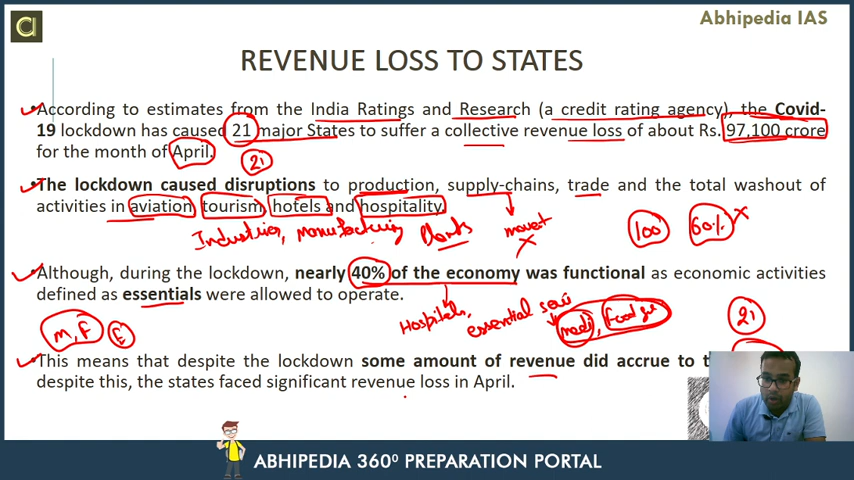 Abhipedia IAS
REVENUE LOSS TO STATES
•According to estimates from the India Ratings and Research (a credit rating agency), the Covid-
19 lockdown has caused 21 major States to suffer a collective revenue loss of about Rs. 97,100 crore
for the month of April.
21
•The lockdown caused disruptions to production, supply-chains, trade and the total washout of
activities in aviation, tourism, hotels and hospitality.
Industries, manufacturing Plants
100 60% x
•Although, during the lockdown, nearly 40% of the economy was functional as economic activities
defined as essentials were allowed to operate.
Hospitals, essential
medi, Food
M, F E
21
•This means that despite the lockdown some amount of revenue did accrue to
despite this, the states faced significant revenue loss in April.
ABHIPEDIA 360° PREPARATION PORTAL